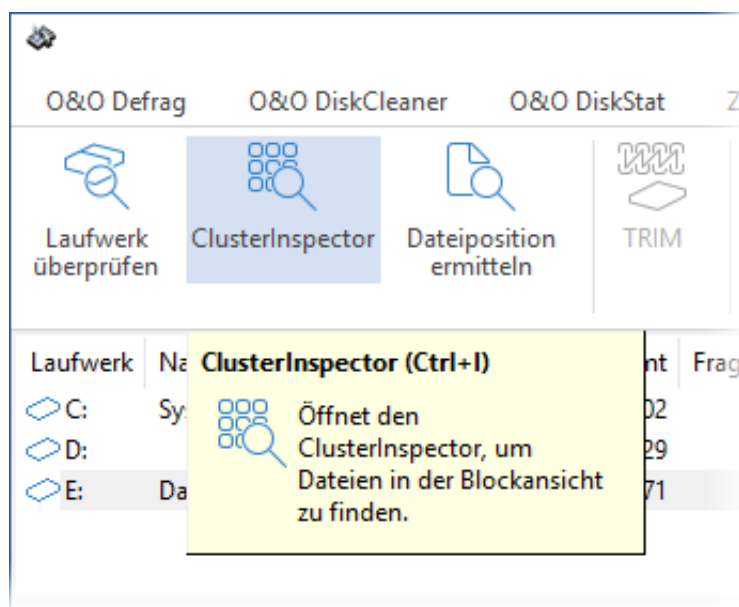 O&O Defrag O&O DiskCleaner O&O DiskStat
Laufwerk überprüfen
ClusterInspector
Dateiposition ermitteln
TRIM
Laufwerk
ClusterInspector (Ctrl+I)
C:
D:
E:
Öffnet den
ClusterInspector, um
Dateien in der Blockansicht
zu finden.